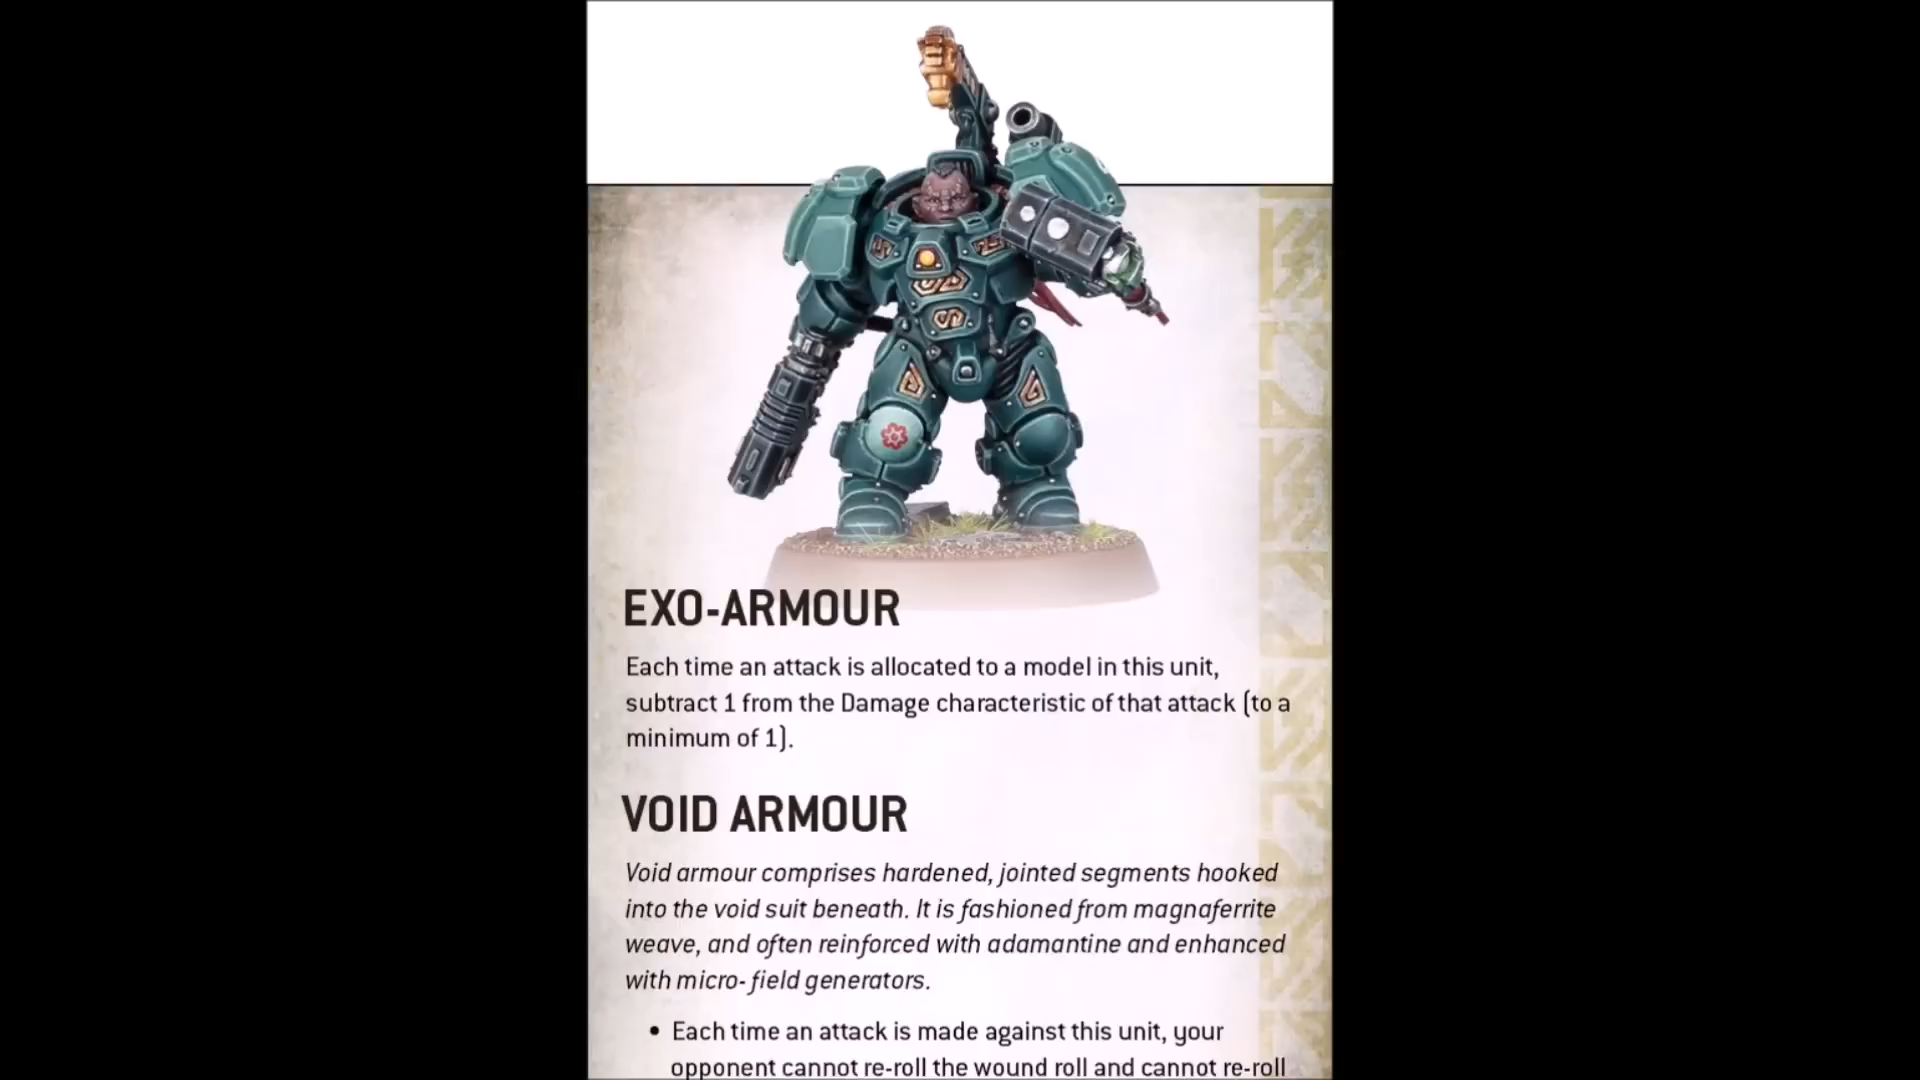 EXO-ARMOUR
Each time an attack is allocated to a model in this unit,
subtract 1 from the Damage characteristic of that attack (to a
minimum of 1).
VOID ARMOUR
Void armour comprises hardened, jointed segments hooked
into the void suit beneath. It is fashioned from magnaferrite
weave, and often reinforced with adamantine and enhanced
with micro- field generators.
• Each time an attack is made against this unit, your
opponent cannot re-roll the wound roll and cannot re-roll